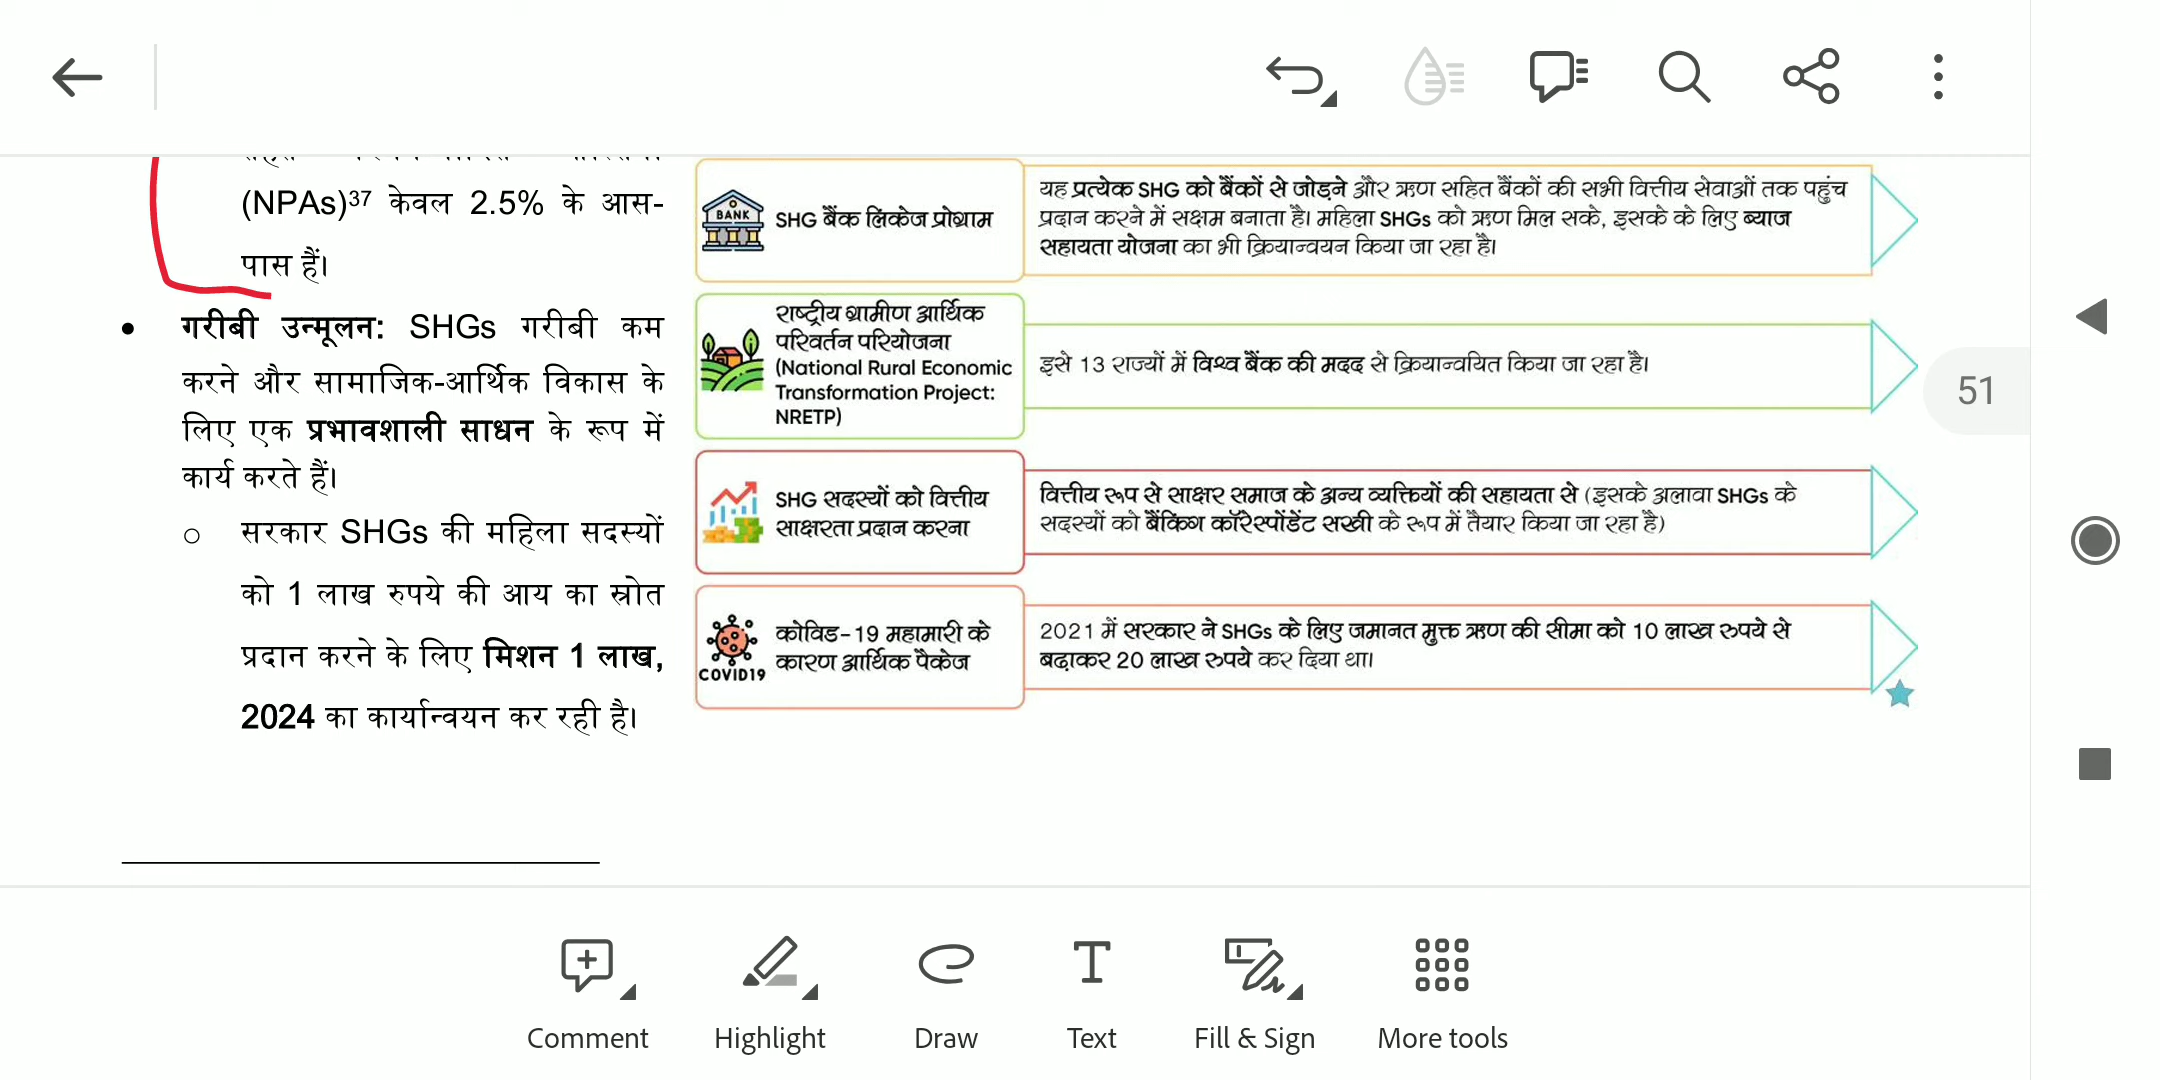 (NPAs)37 केवल 2.5% के आस-
पास हैं।
• गरीबी उन्मूलन: SHGs गरीबी कम
करने और सामाजिक-आर्थिक विकास के
लिए एक प्रभावशाली साधन के रूप में
कार्य करते हैं।
○ सरकार SHGs की महिला सदस्यों
को 1 लाख रुपये की आय का स्रोत
प्रदान करने के लिए मिशन 1 लाख,
2024 का कार्यान्वयन कर रही है।
BANK
SHG बैंक लिंकेज प्रोग्राम
यह प्रत्येक SHG को बैंकों से जोड़ने और ऋण सहित बैंकों की सभी वित्तीय सेवाओं तक पहुंच
प्रदान करने में सक्षम बनाता है। महिला SHGs को ऋण मिल सके, इसके के लिए ब्याज
सहायता योजना का भी क्रियान्वयन किया जा रहा है।
राष्ट्रीय ग्रामीण आर्थिक
परिवर्तन परियोजना
(National Rural Economic
Transformation Project:
NRETP)
इसे 13 राज्यों में विश्व बैंक की मदद से क्रियान्वयित किया जा रहा है।
SHG सदस्यों को वित्तीय
साक्षरता प्रदान करना
वित्तीय रूप से साक्षर समाज के अन्य व्यक्तियों की सहायता से (इसके अलावा SHGs के
सदस्यों को बैंकिंग कॉरेस्पोंडेंट सखी के रूप में तैयार किया जा रहा है)
COVID19
कोविड-19 महामारी के
कारण आर्थिक पैकेज
2021 में सरकार ने SHGs के लिए जमानत मुक्त ऋण की सीमा को 10 लाख रुपये से
बढ़ाकर 20 लाख रुपये कर दिया था।
51
Comment
Highlight
Draw
Text
Fill & Sign
More tools